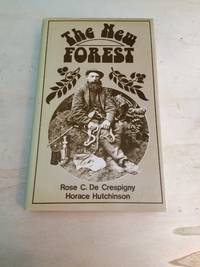 The New
FOREST
Rose C. De Crespigny
Horace Hutchinson